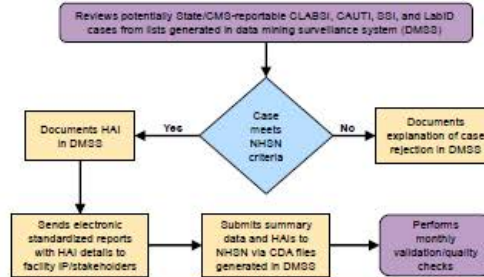 Reviews potentially State/CMS-reportable CLABSI, CAUTI, SSI, and LabID
cases from lists generated in data mining surveillance system (DMSS)
Case
meets
NHSN
criteria
Yes
No
Documents HAI
in DMSS
Documents
explanation of case
rejection in DMSS
Sends electronic
standardized reports
with HAI details to
facility IP/stakeholders
Submits summary
data and HAIs to
NHSN via CDA files
generated in DMSS
Performs
monthly
validation/quality
checks